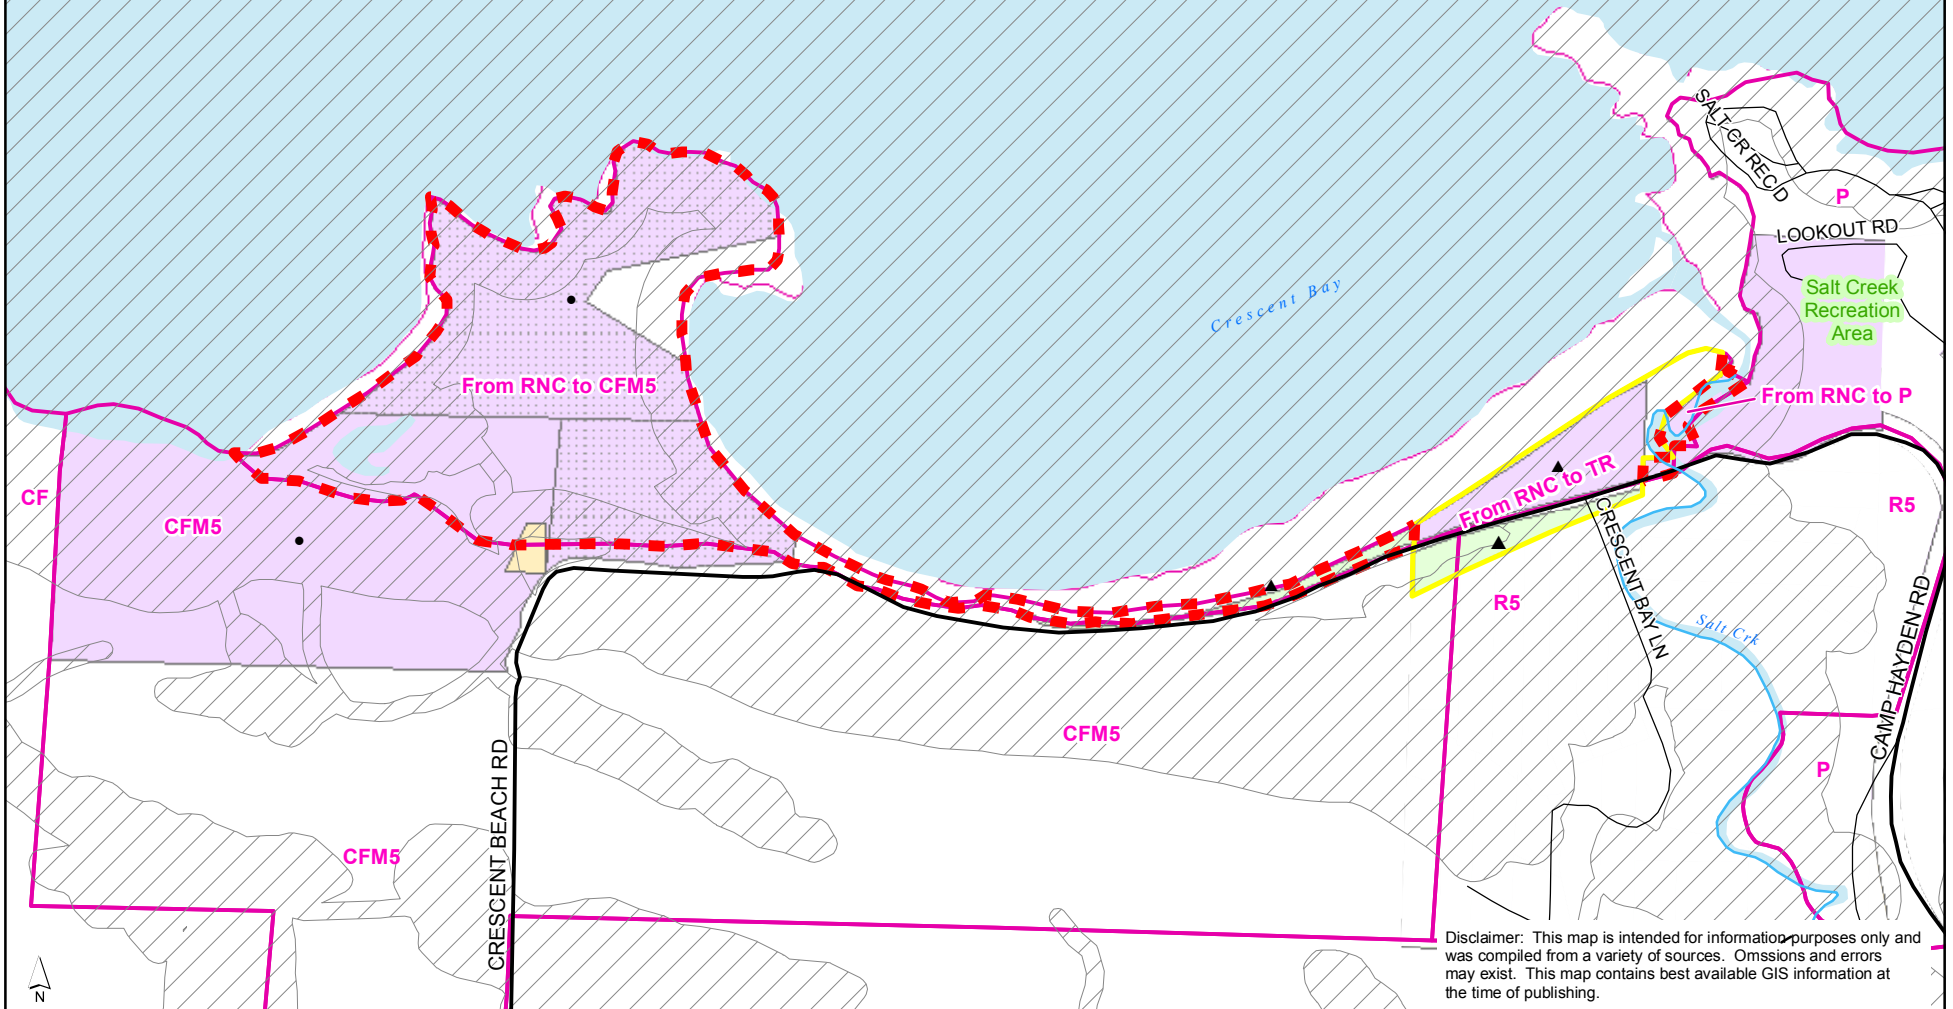 SALT CR REC D
P
LOOKOUT RD
Salt Creek
Recreation
Area
Crescent Bay
From RNC to CFM5
From RNC to P
From RNC to TR
CF
CFM5
R5
CRESCENT BAY LN
R5
Salt Crk
CAMP HAYDEN RD
CFM5
P
CRESCENT BEACH RD
CFM5
Disclaimer: This map is intended for information purposes only and
was compiled from a variety of sources. Omssions and errors
may exist. This map contains best available GIS information at
the time of publishing.
N